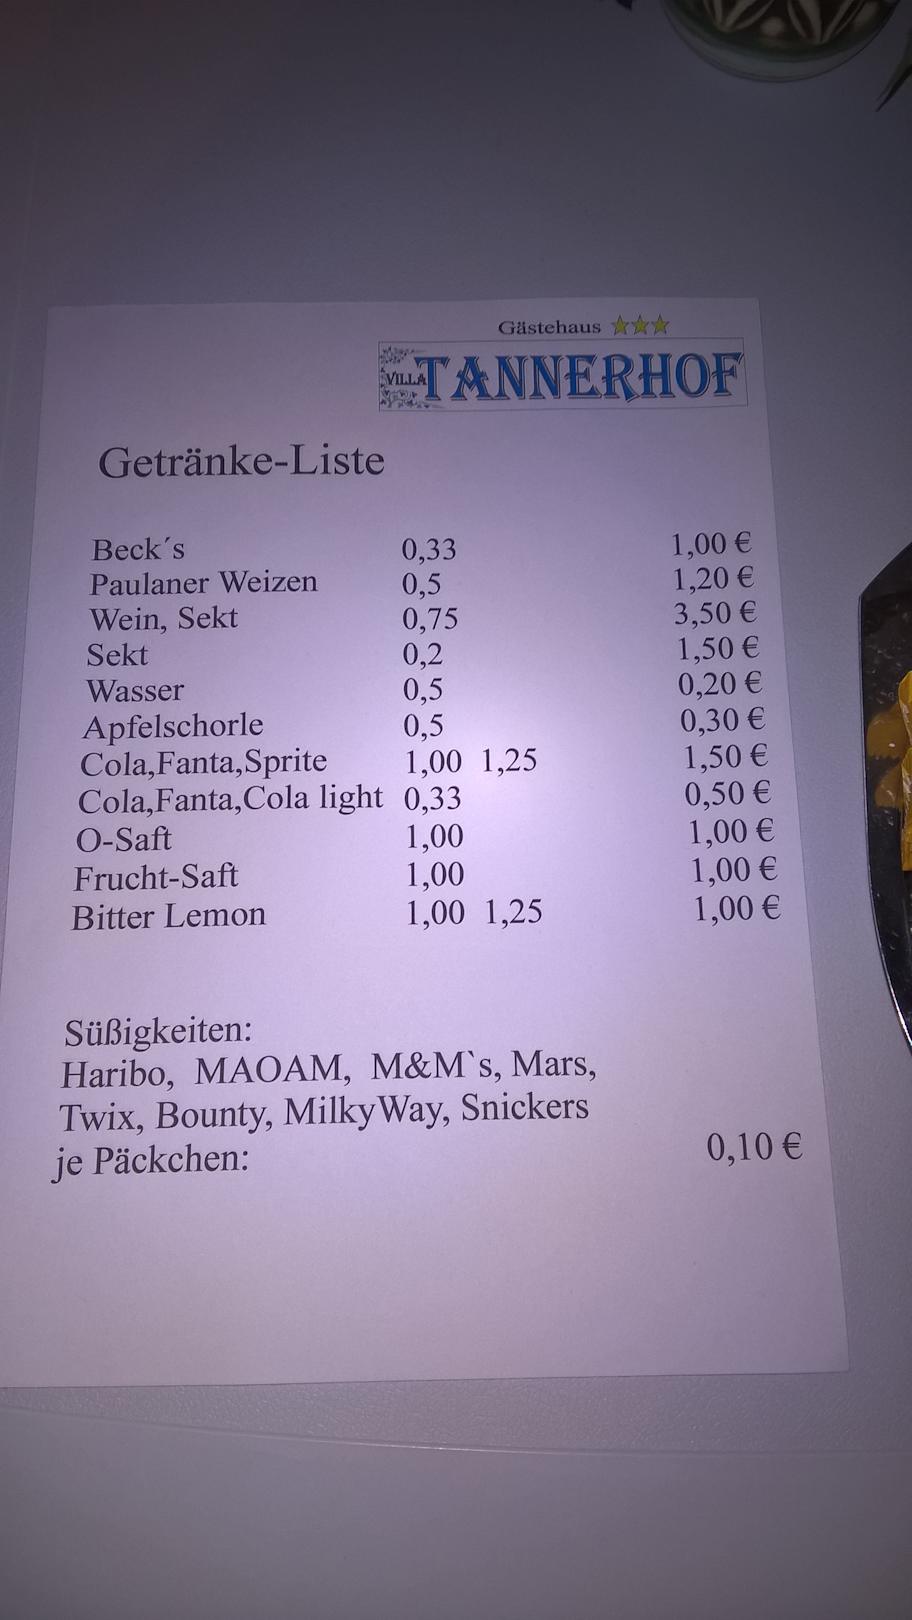 Gästehaus
VILLA TANNERHOF
Getränke-Liste
Beck´s 0,33 1,00 €
Paulaner Weizen 0,5 1,20 €
Wein, Sekt 0,75 3,50 €
Sekt 0,2 1,50 €
Wasser 0,5 0,20 €
Apfelschorle 0,5 0,30 €
Cola,Fanta,Sprite 1,00 1,25 1,50 €
Cola,Fanta,Cola light 0,33 0,50 €
O-Saft 1,00 1,00 €
Frucht-Saft 1,00 1,00 €
Bitter Lemon 1,00 1,25 1,00 €
Süßigkeiten:
Haribo, MAOAM, M&M`s, Mars,
Twix, Bounty, MilkyWay, Snickers
je Päckchen: 0,10 €